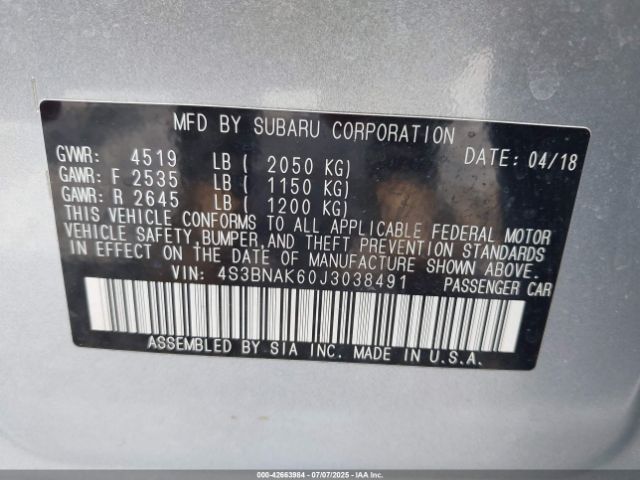 MFD BY SUBARU CORPORATION
GVWR: 4519 LB ( 2050 KG) DATE: 04/18
GAWR: F 2535 LB ( 1150 KG)
GAWR: R 2645 LB ( 1200 KG)
THIS VEHICLE CONFORMS TO ALL APPLICABLE FEDERAL MOTOR
VEHICLE SAFETY, BUMPER, AND THEFT PREVENTION STANDARDS
IN EFFECT ON THE DATE OF MANUFACTURE SHOWN ABOVE.
VIN: 4S3BNAK60J3038491 PASSENGER CAR
ASSEMBLED BY SIA INC. MADE IN U.S.A.
000-42663984 | 07/07/2025 | COPYRIGHT IAA, LLC.